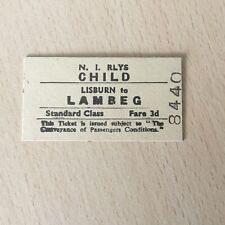 N. I. RLYS
CHILD
LISBURN to
LAMBEG
Standard Class Fare 3d
This Ticket is issued subject to "The
Conveyance of Passengers Conditions."
8440